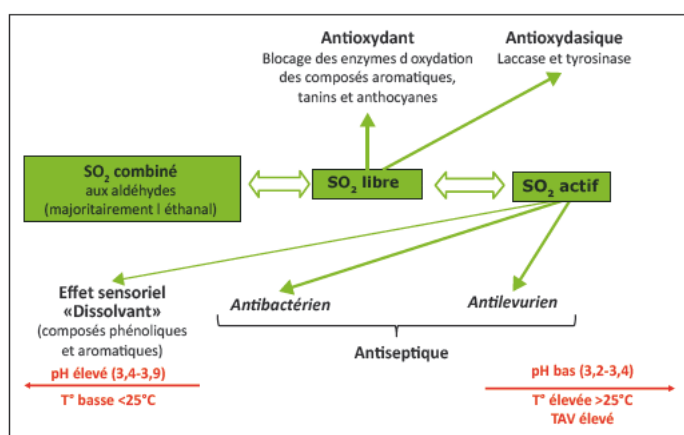 Antioxydant
Blocage des enzymes d oxydation
des composés aromatiques,
tanins et anthocyanes
Antioxydasique
Laccase et tyrosinase
SO₂ combiné
aux aldéhydes
(majoritairement l éthanal)
SO₂ libre
SO₂ actif
Effet sensoriel
«Dissolvant»
(composés phénoliques
et aromatiques)
Antibactérien
Antilevurien
Antiseptique
pH élevé (3,4-3,9)
T° basse <25°C
pH bas (3,2-3,4)
T° élevée >25°C
TAV élevé